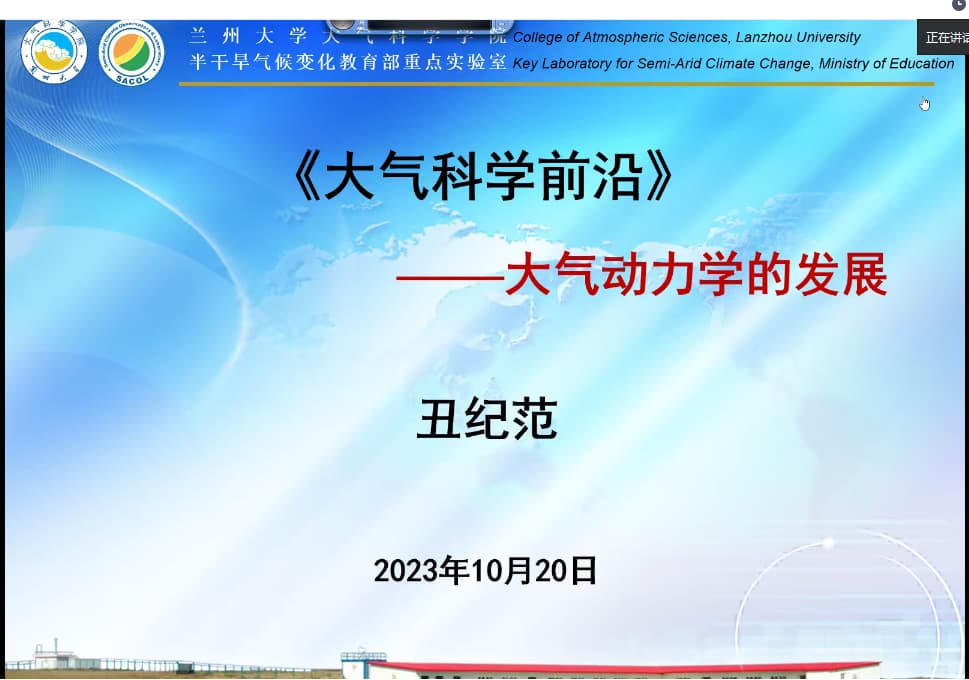 兰州大学大气科学学院 College of Atmospheric Sciences, Lanzhou University
半干旱气候变化教育部重点实验室 Key Laboratory for Semi-Arid Climate Change, Ministry of Education
正在讲话
SACOL
《大气科学前沿》
——大气动力学的发展
丑纪范
2023年10月20日